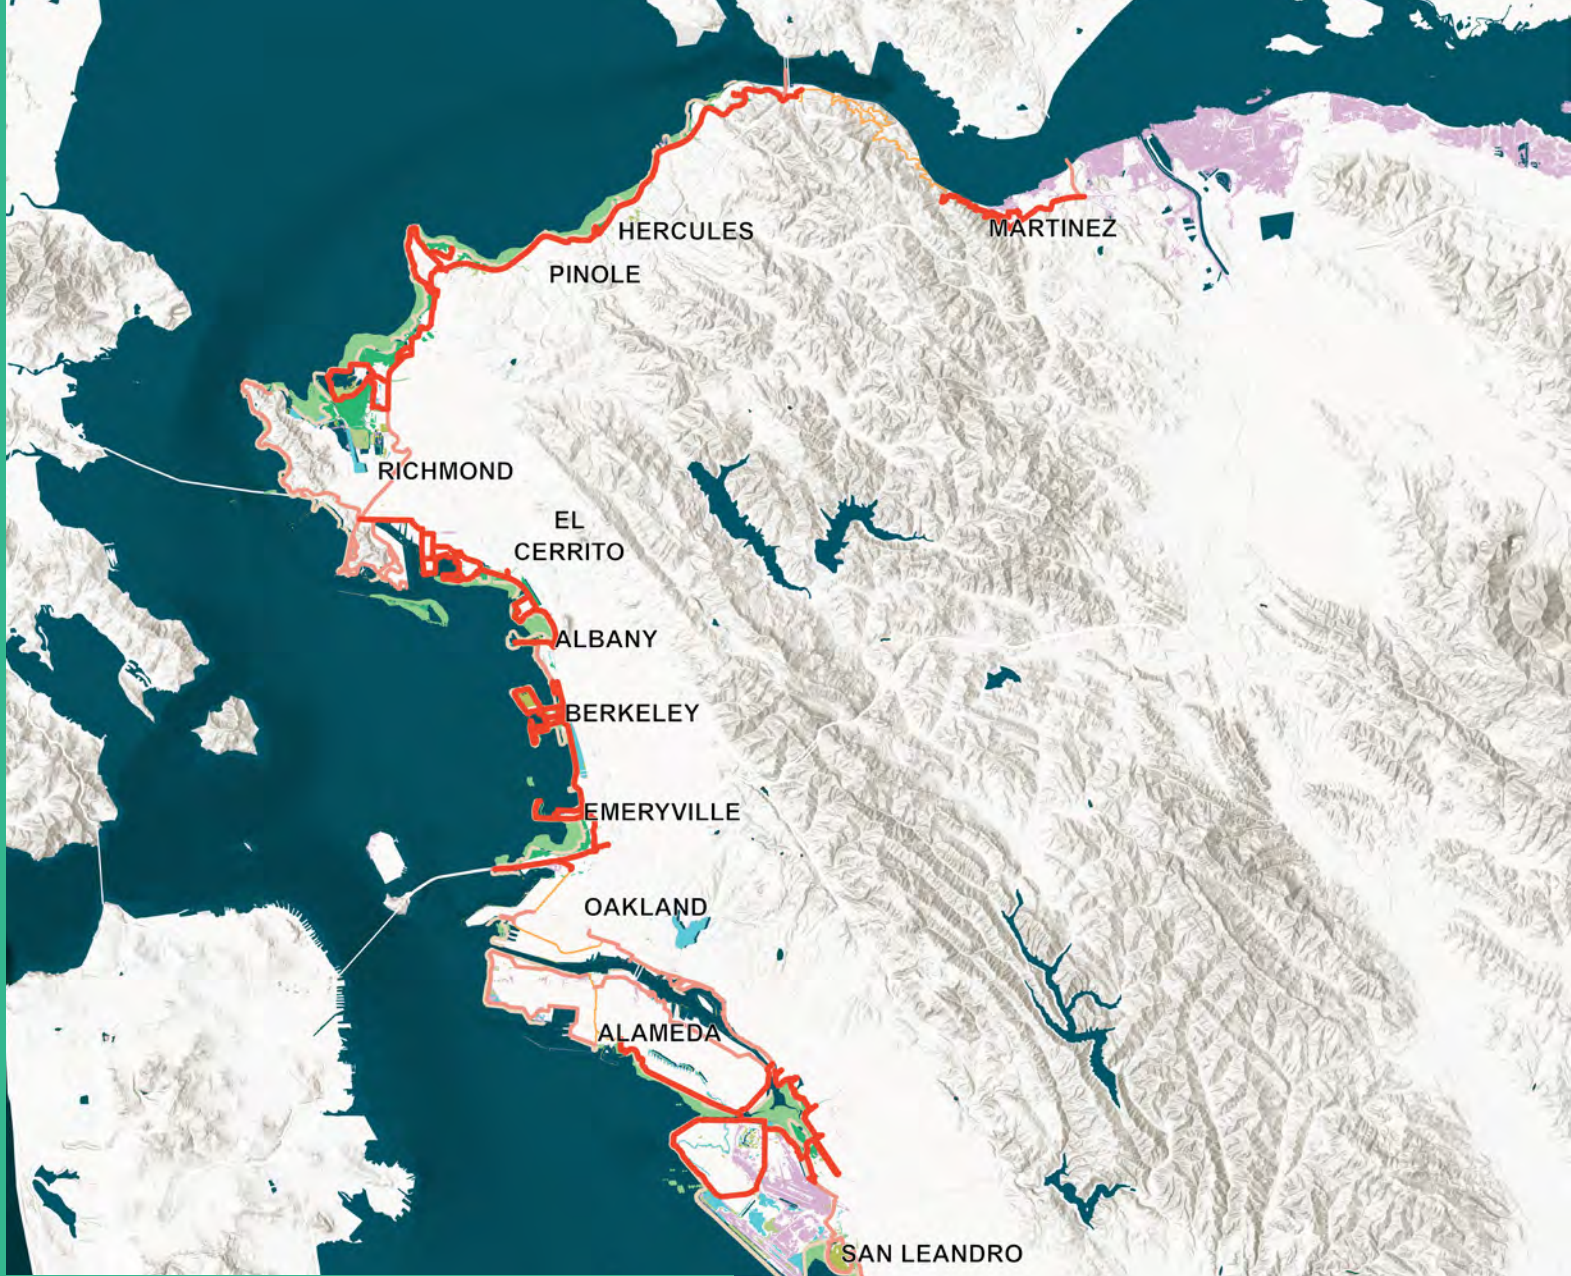 HERCULES
MARTINEZ
PINOLE
RICHMOND
EL
CERRITO
ALBANY
BERKELEY
EMERYVILLE
OAKLAND
ALAMEDA
SAN LEANDRO